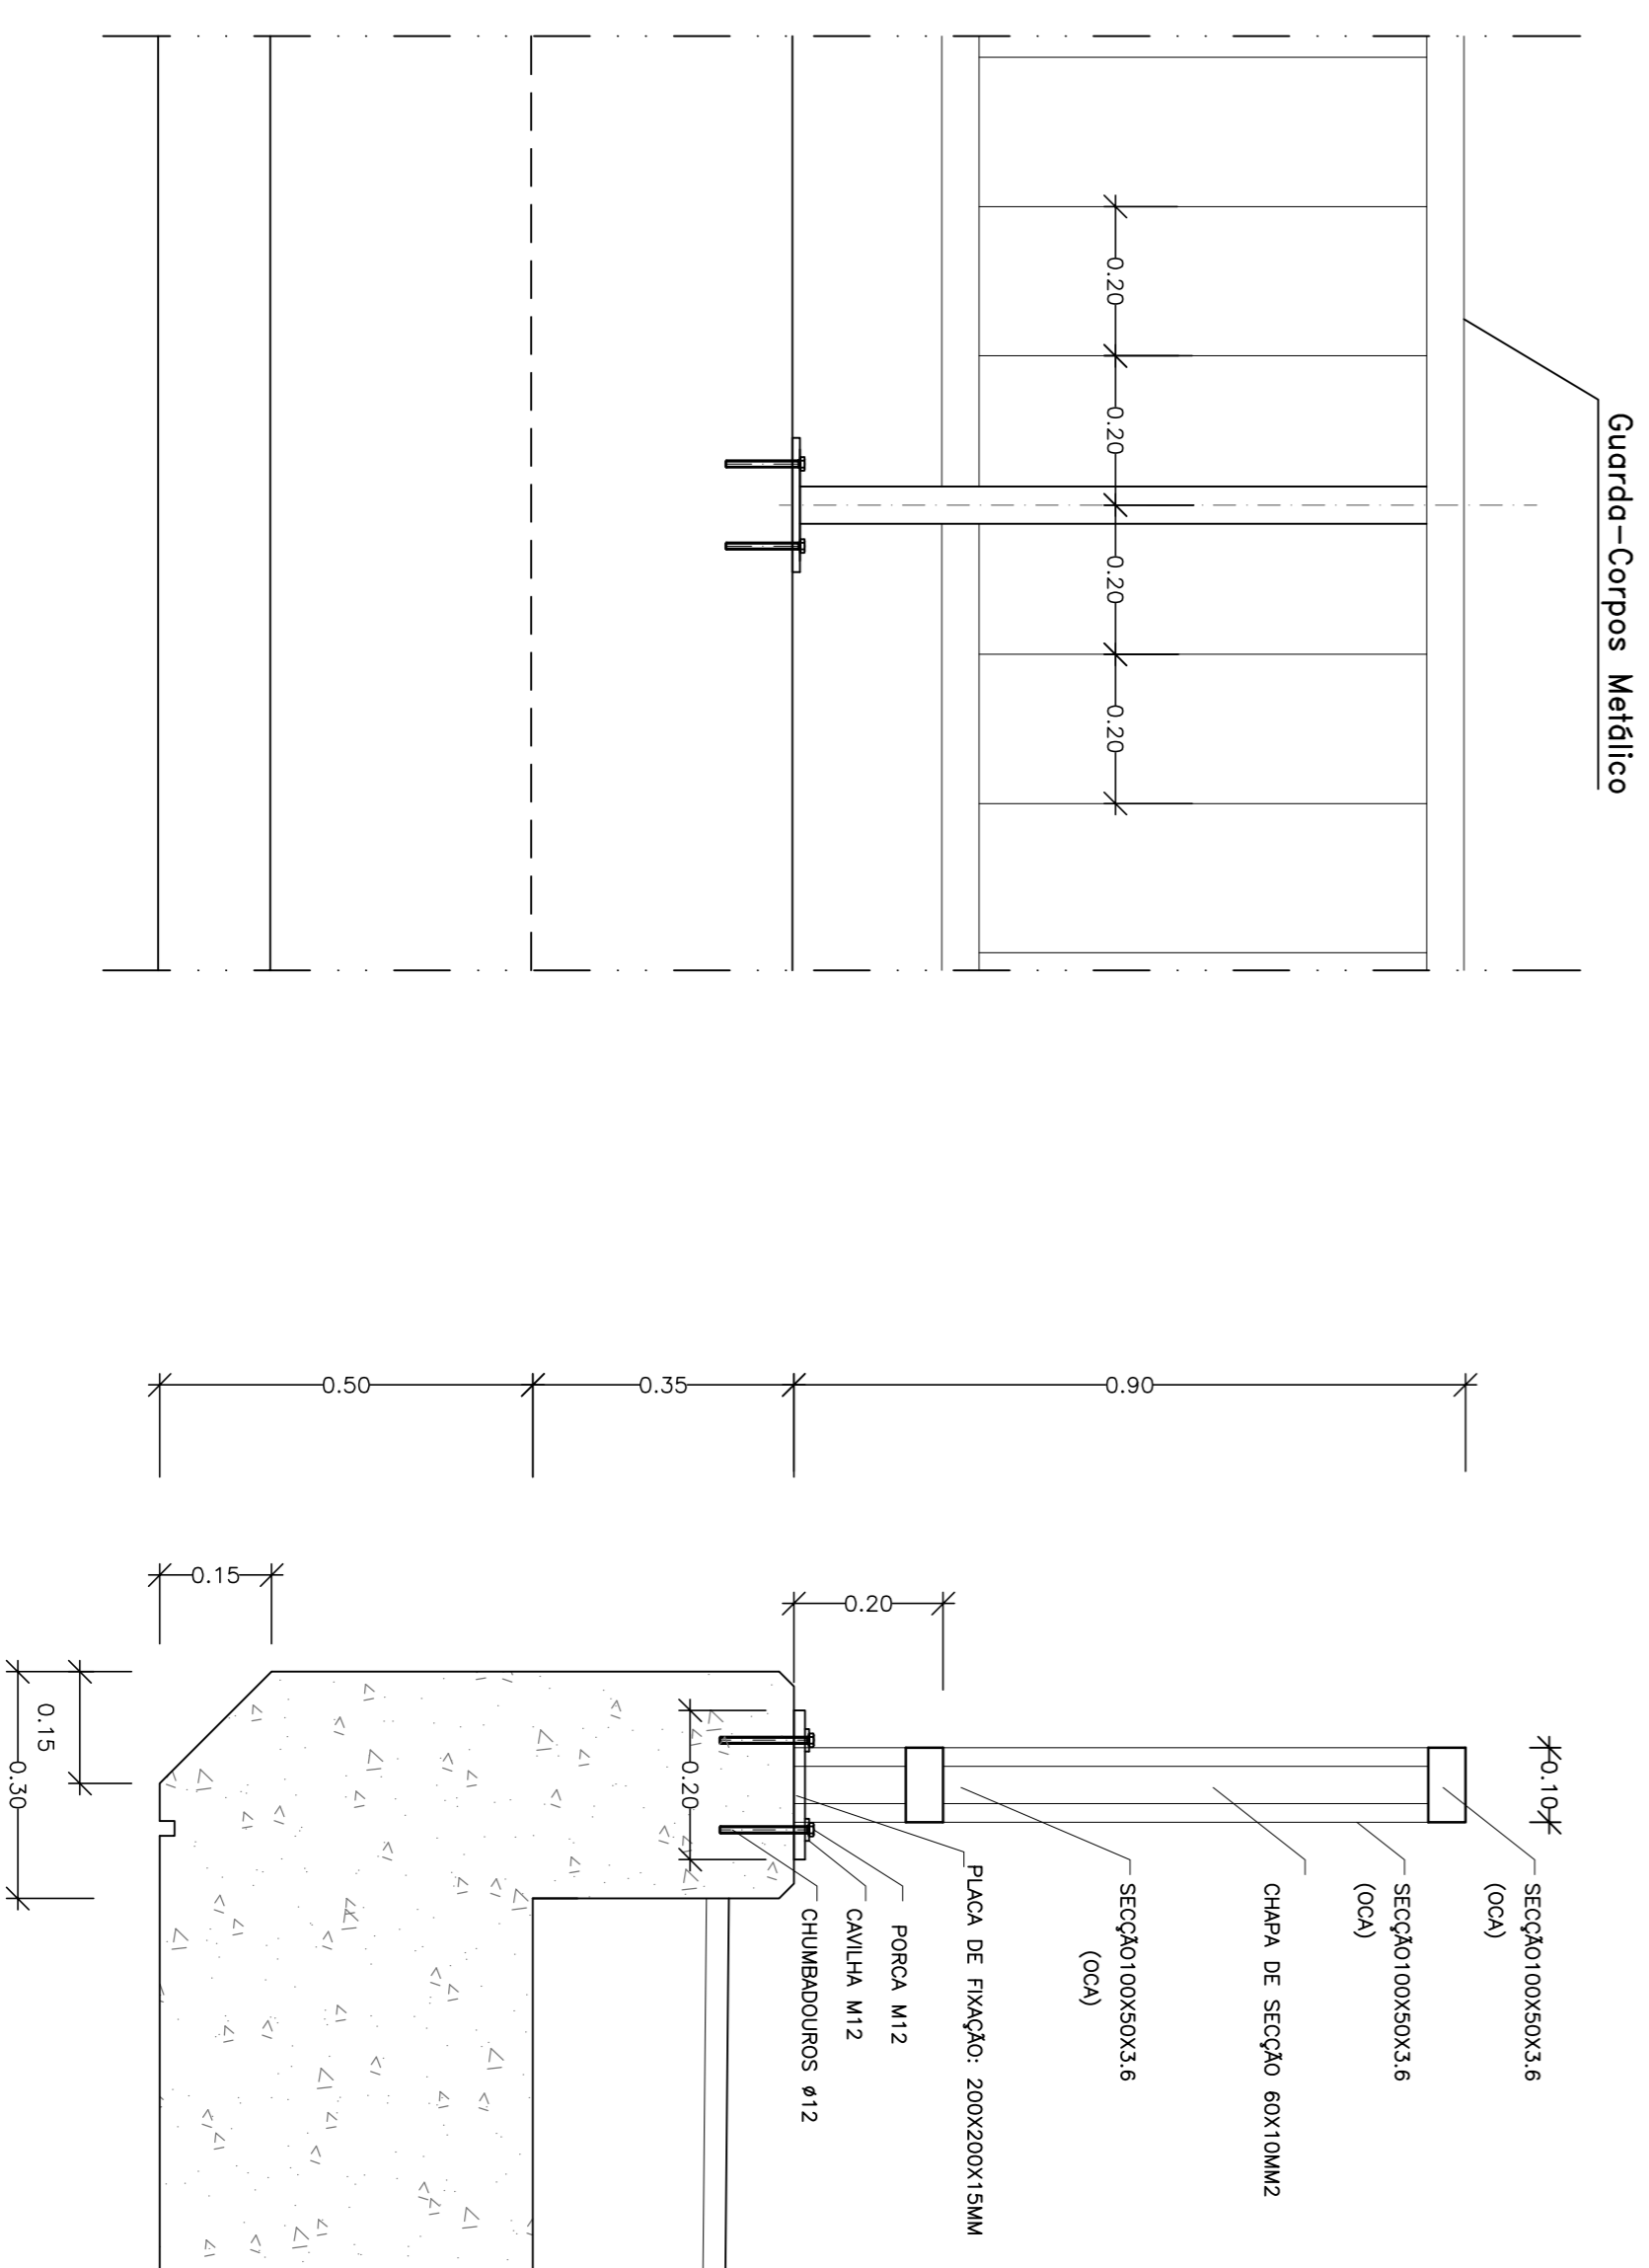 Guarda-Corpos Metálico
0.20
0.20
0.20
0.20
0.90
0.35
0.50
0.10
0.20
0.15
0.20
0.15
0.30
SECÇÃO100X50X3.6
(OCA)
SECÇÃO100X50X3.6
(OCA)
CHAPA DE SECÇÃO 60X10MM2
SECÇÃO100X50X3.6
(OCA)
PLACA DE FIXAÇÃO: 200X200X15MM
PORCA M12
CAVILHA M12
CHUMBADOUROS ø12